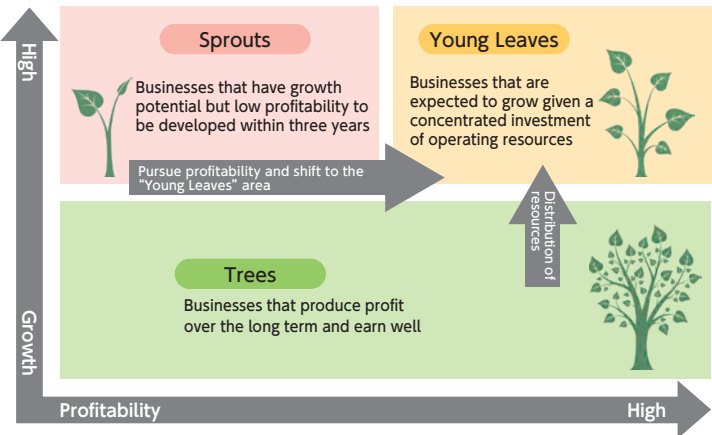 High
Growth
Sprouts
Businesses that have growth
potential but low profitability to
be developed within three years
Pursue profitability and shift to the
“Young Leaves” area
Young Leaves
Businesses that are
expected to grow given a
concentrated investment
of operating resources
Distribution of
resources
Trees
Businesses that produce profit
over the long term and earn well
Profitability
High